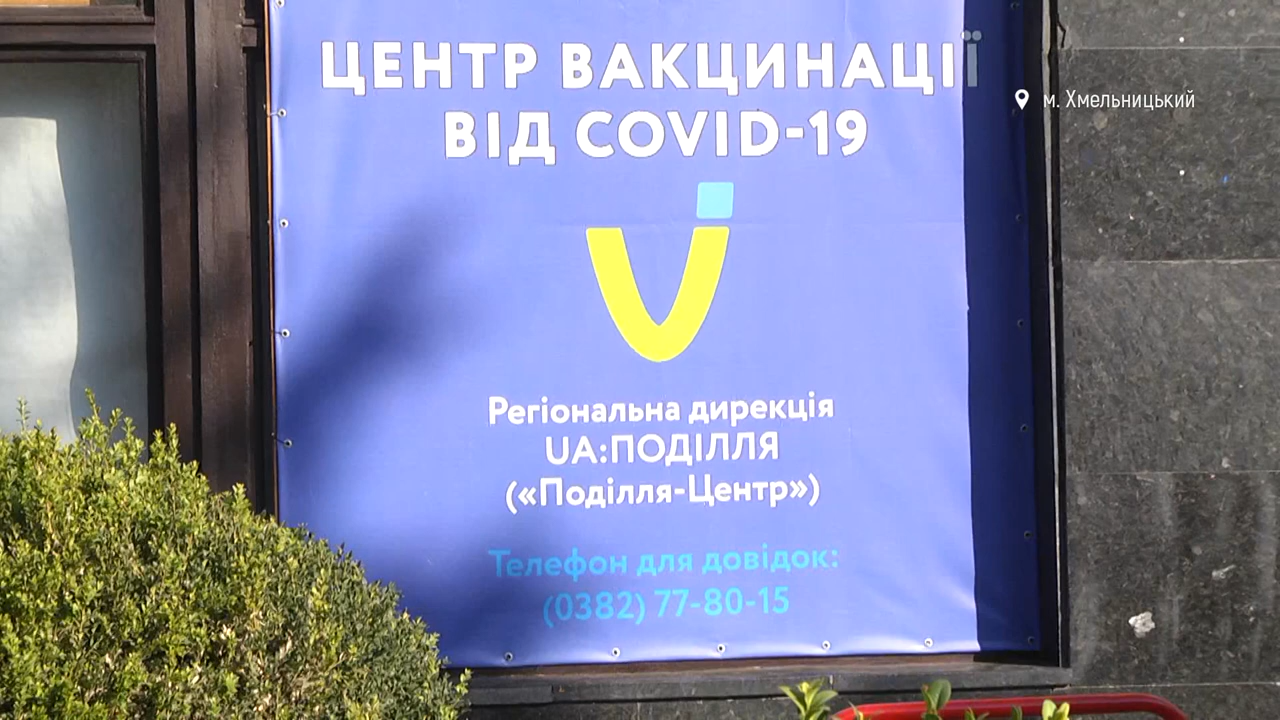 ЦЕНТР ВАКЦИНАЦІЇ
ВІД COVID-19
м. Хмельницький
Регіональна дирекція
UA:ПОДІЛЛЯ
(«Поділля-Центр»)
Телефон для довідок:
(0382) 77-80-15